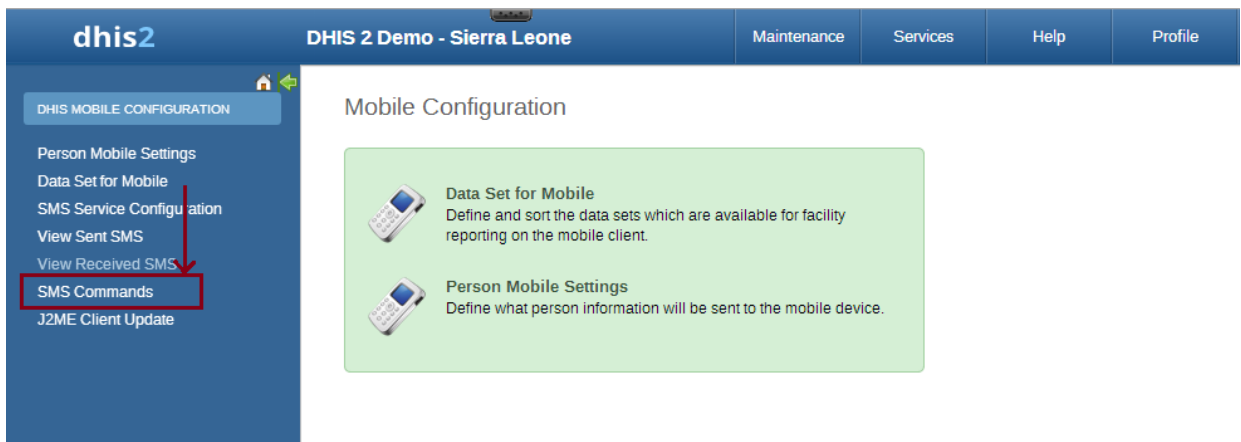 dhis2
DHIS 2 Demo - Sierra Leone
Maintenance
Services
Help
Profile
DHIS MOBILE CONFIGURATION
Person Mobile Settings
Data Set for Mobile
SMS Service Configuration
View Sent SMS
View Received SMS
SMS Commands
J2ME Client Update
Mobile Configuration
Data Set for Mobile
Define and sort the data sets which are available for facility
reporting on the mobile client.
Person Mobile Settings
Define what person information will be sent to the mobile device.